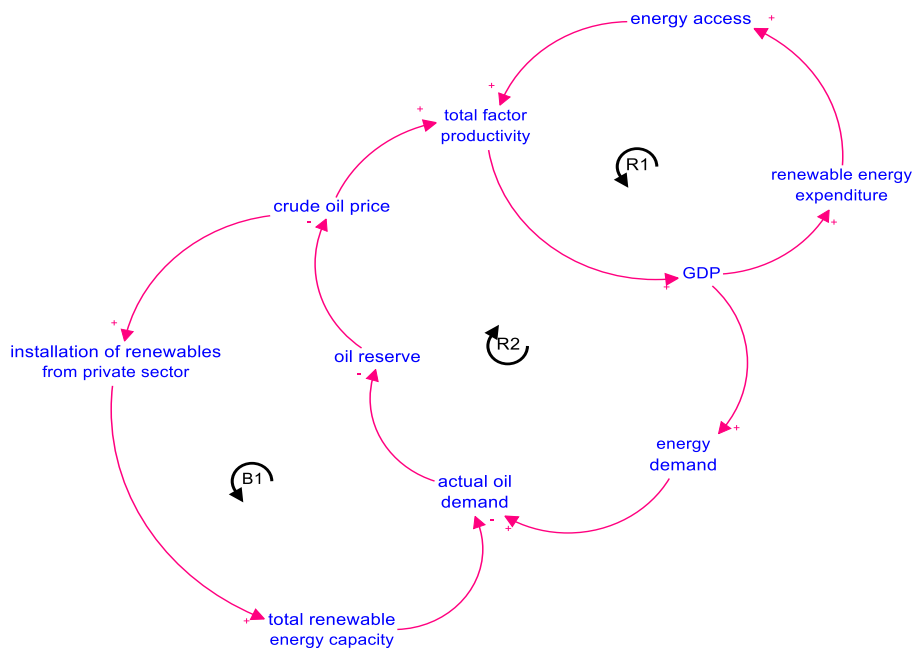 energy access
+
+
total factor
productivity
+
R1
renewable energy
expenditure
+
crude oil price
-
GDP
+
+
installation of renewables
from private sector
R2
oil reserve
-
+
energy
demand
B1
actual oil
demand
-
+
total renewable
energy capacity
+